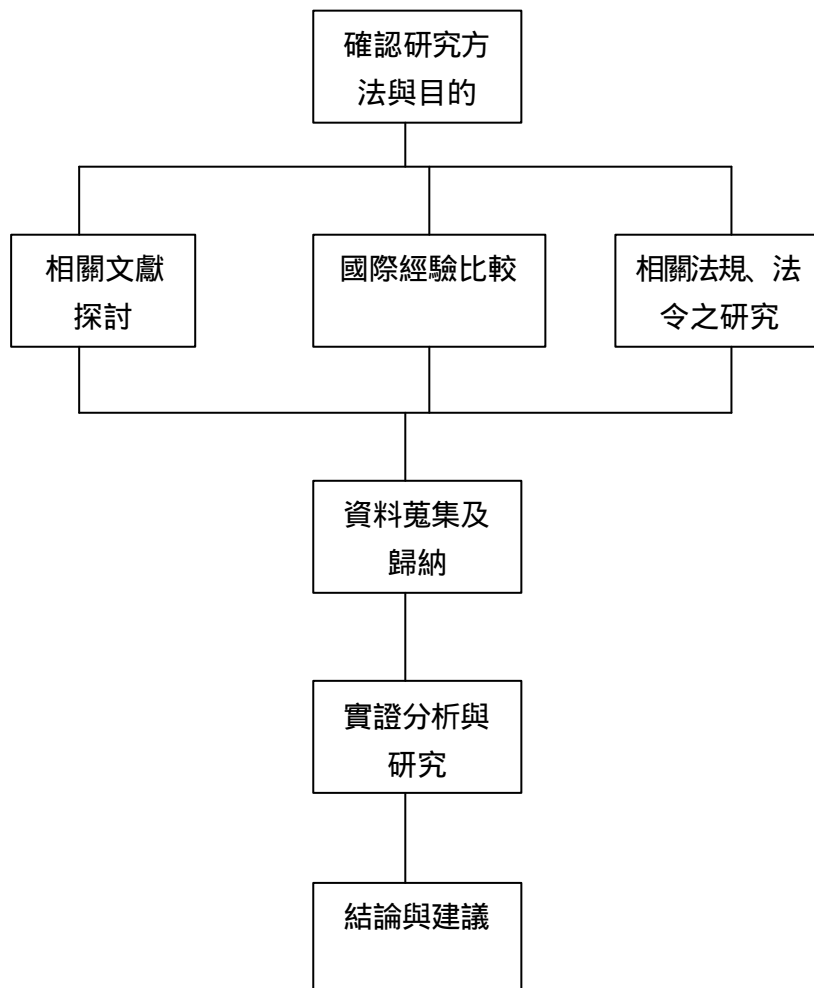 確認研究方
法與目的
相關文獻
探討
國際經驗比較
相關法規、法
令之研究
資料蒐集及
歸納
實證分析與
研究
結論與建議